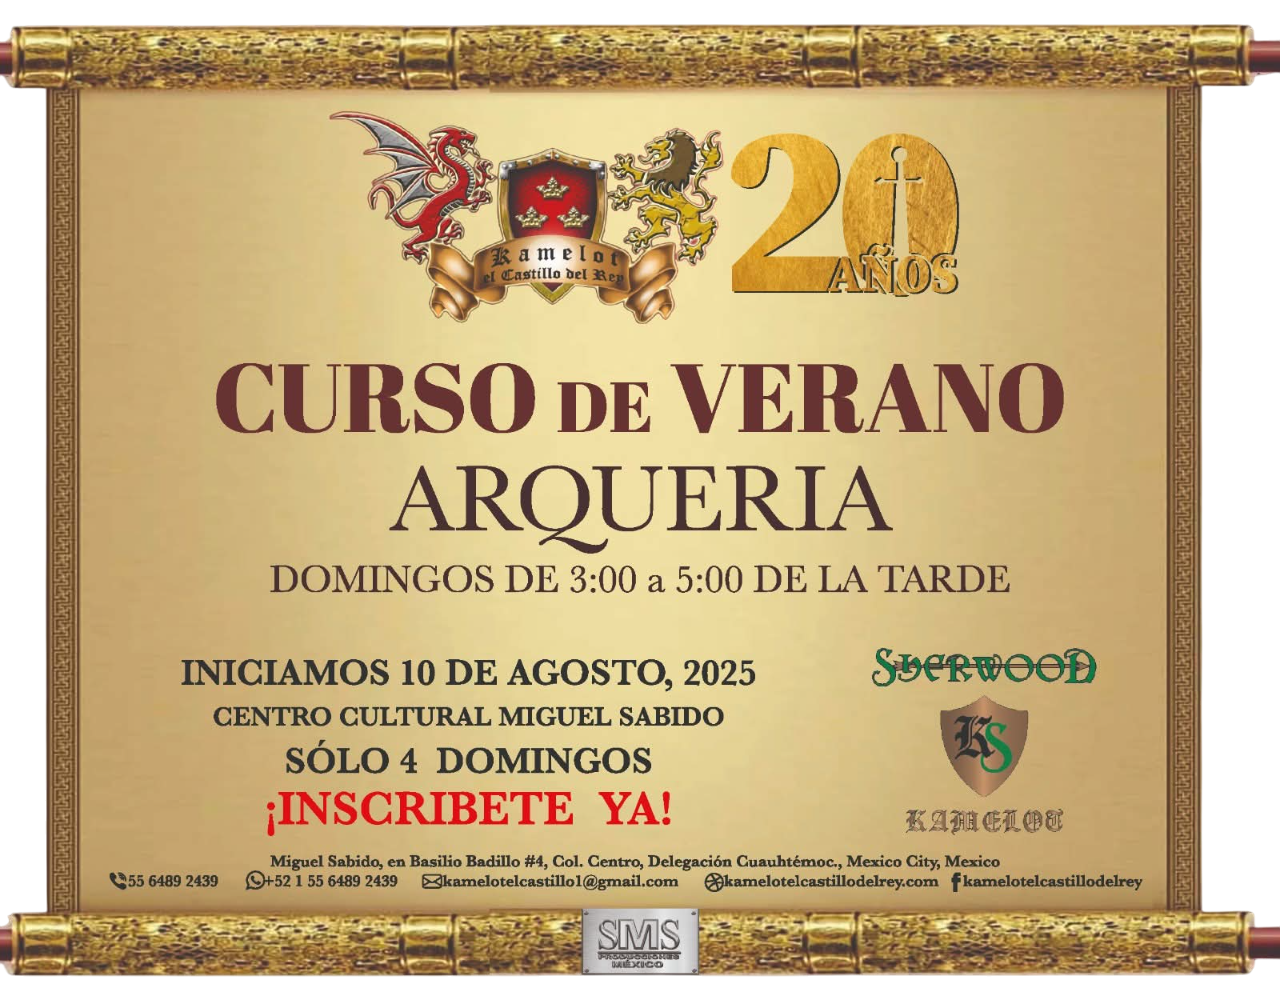 Kamelot
el Castillo del Rey
20
AÑOS
CURSO DE VERANO
ARQUERIA
DOMINGOS DE 3:00 a 5:00 DE LA TARDE
INICIAMOS 10 DE AGOSTO, 2025
CENTRO CULTURAL MIGUEL SABIDO
SÓLO 4 DOMINGOS
¡INSCRIBETE YA!
SHERWOOD
KS
KAMELOT
Miguel Sabido, en Basilio Badillo #4, Col. Centro, Delegación Cuauhtémoc., Mexico City, Mexico
55 6489 2439 +52 1 55 6489 2439 kamelotelcastillo1@gmail.com kamelotelcastillodelrey.com kamelotelcastillodelrey
SMS
PRODUCCIONES
MÉXICO